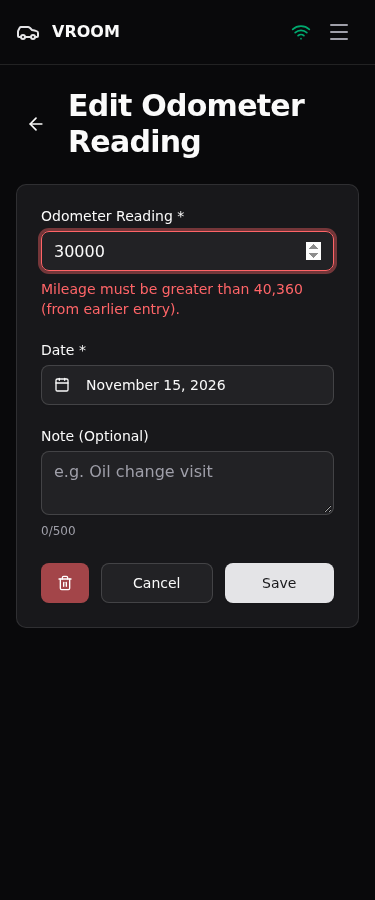 VROOM
Edit Odometer
Reading
Odometer Reading *
30000
Mileage must be greater than 40,360
(from earlier entry).
Date *
November 15, 2026
Note (Optional)
e.g. Oil change visit
0/500
Cancel
Save